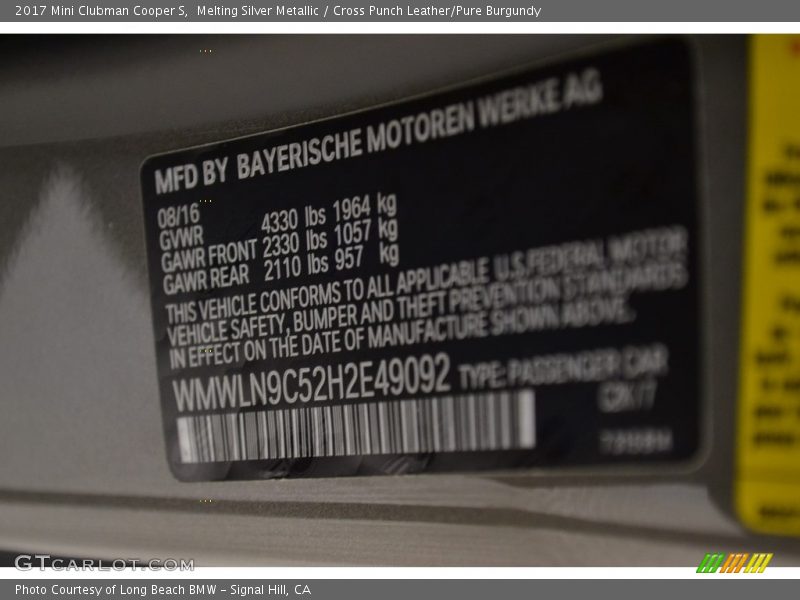 2017 Mini Clubman Cooper S,  Melting Silver Metallic / Cross Punch Leather/Pure Burgundy
MFD BY BAYERISCHE MOTOREN WERKE AG
08/16
GVWR 4330 lbs 1964 kg
GAWR FRONT 2330 lbs 1057 kg
GAWR REAR 2110 lbs 957 kg
THIS VEHICLE CONFORMS TO ALL APPLICABLE U.S.FEDERAL MOTOR
VEHICLE SAFETY, BUMPER AND THEFT PREVENTION STANDARDS
IN EFFECT ON THE DATE OF MANUFACTURE SHOWN ABOVE.
WMWLN9C52H2E49092 TYPE: PASSENGER CAR
GTCARLOT.COM
Photo Courtesy of Long Beach BMW - Signal Hill, CA